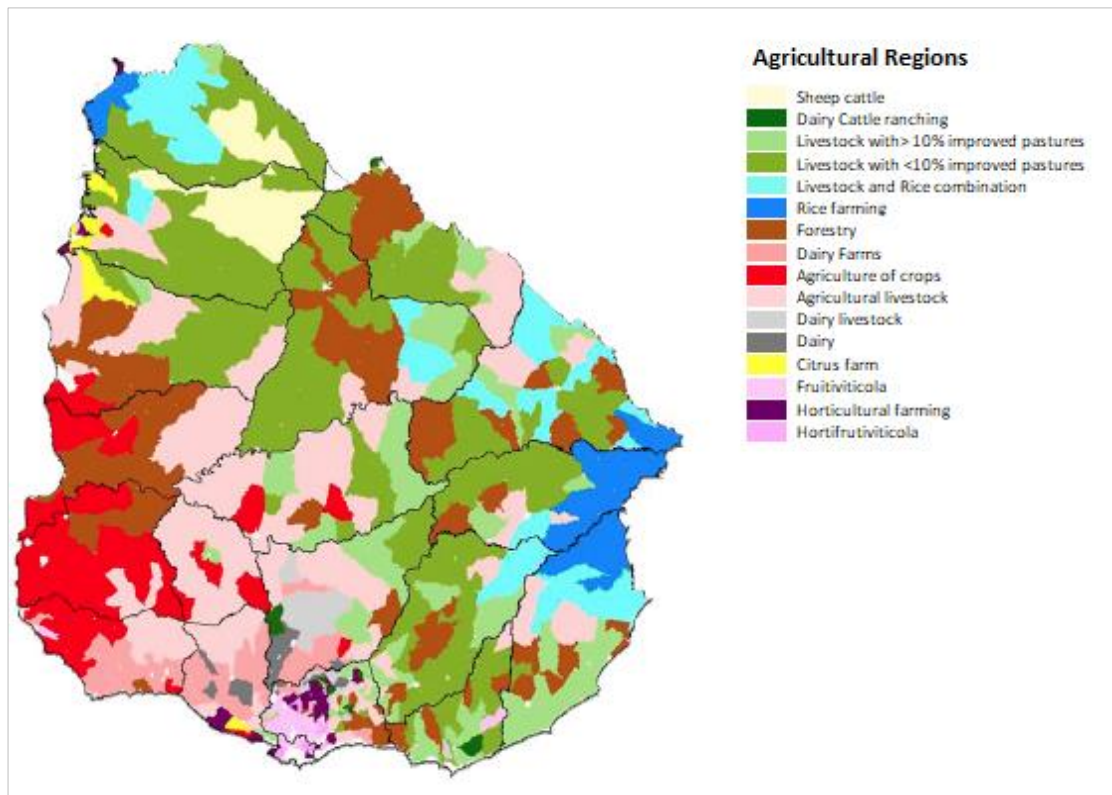 Agricultural Regions
Sheep cattle
Dairy Cattle ranching
Livestock with> 10% improved pastures
Livestock with <10% improved pastures
Livestock and Rice combination
Rice farming
Forestry
Dairy Farms
Agriculture of crops
Agricultural livestock
Dairy livestock
Dairy
Citrus farm
Fruitiviticola
Horticultural farming
Hortifrutiviticola